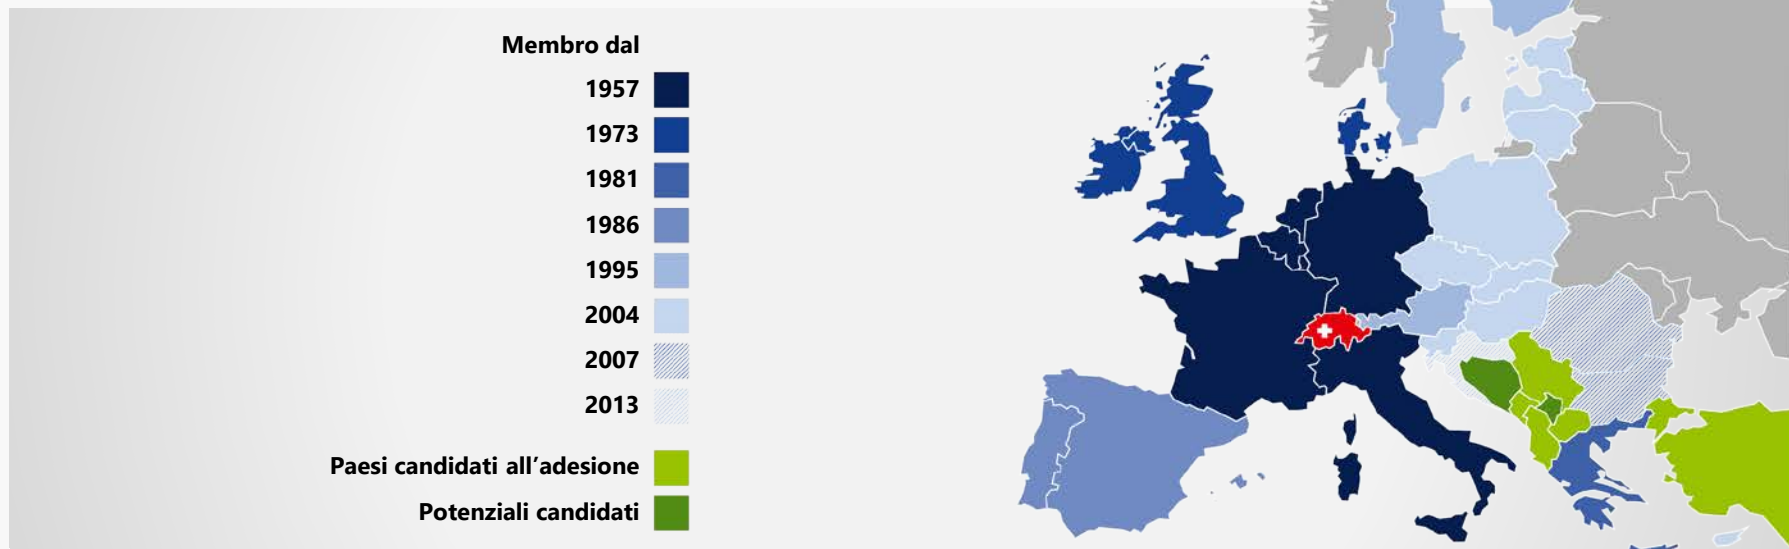 Membro dal
1957
1973
1981
1986
1995
2004
2007
2013
Paesi candidati all’adesione
Potenziali candidati